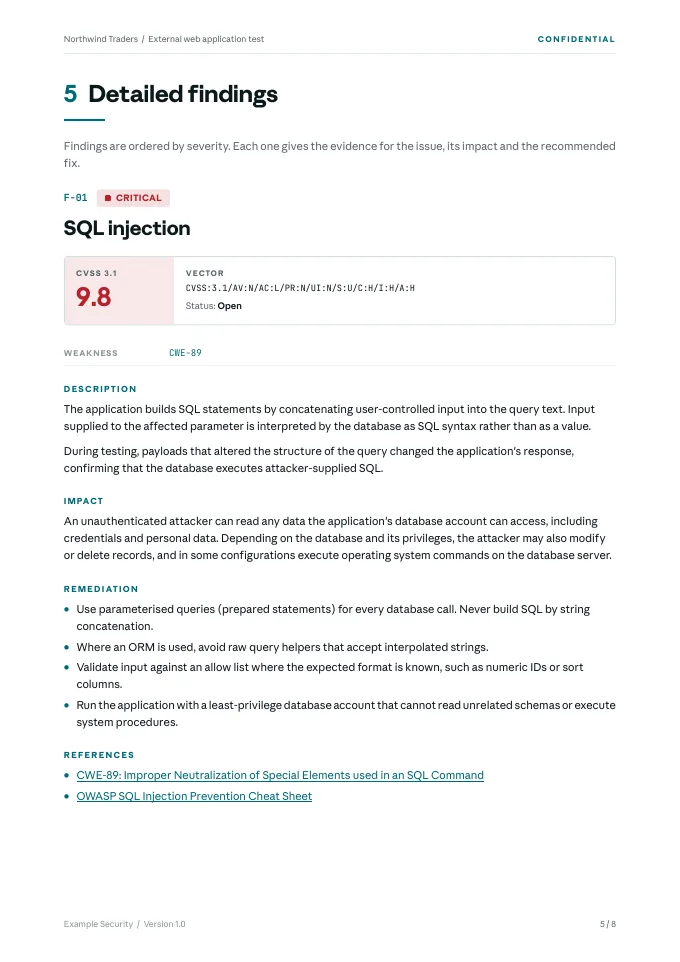 Northwind Traders / External web application test
CONFIDENTIAL
5 Detailed findings
Findings are ordered by severity. Each one gives the evidence for the issue, its impact and the recommended
fix.
F-01 CRITICAL
SQL injection
CVSS 3.1
9.8
VECTOR
CVSS:3.1/AV:N/AC:L/PR:N/UI:N/S:U/C:H/I:H/A:H
Status: Open
WEAKNESS CWE-89
DESCRIPTION
The application builds SQL statements by concatenating user-controlled input into the query text. Input
supplied to the affected parameter is interpreted by the database as SQL syntax rather than as a value.
During testing, payloads that altered the structure of the query changed the application's response,
confirming that the database executes attacker-supplied SQL.
IMPACT
An unauthenticated attacker can read any data the application's database account can access, including
credentials and personal data. Depending on the database and its privileges, the attacker may also modify
or delete records, and in some configurations execute operating system commands on the database server.
REMEDIATION
• Use parameterised queries (prepared statements) for every database call. Never build SQL by string
concatenation.
• Where an ORM is used, avoid raw query helpers that accept interpolated strings.
• Validate input against an allow list where the expected format is known, such as numeric IDs or sort
columns.
• Run the application with a least-privilege database account that cannot read unrelated schemas or execute
system procedures.
REFERENCES
• CWE-89: Improper Neutralization of Special Elements used in an SQL Command
• OWASP SQL Injection Prevention Cheat Sheet
Example Security / Version 1.0
5 / 8